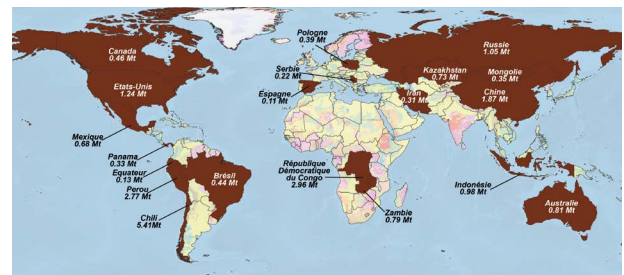 Canada
0.46 Mt
Etats-Unis
1.24 Mt
Mexique
0.68 Mt
Panama
0.33 Mt
Equateur
0.13 Mt
Perou
2.77 Mt
Brésil
0.44 Mt
Chili
5.41Mt
Pologne
0.39 Mt
Serbie
0.22 Mt
Espagne
0.11 Mt
République
Démocratique
du Congo
2.96 Mt
Zambie
0.79 Mt
Russie
1.05 Mt
Kazakhstan
0.73 Mt
Mongolie
0.35 Mt
Iran
0.31 Mt
Chine
1.87 Mt
Indonésie
0.98 Mt
Australie
0.81 Mt